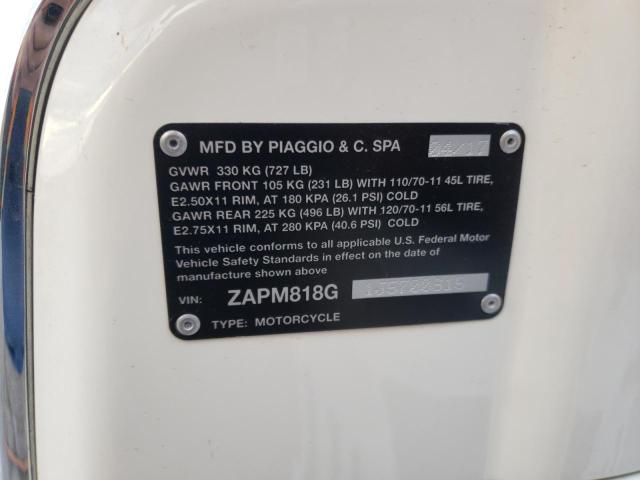 MFD BY PIAGGIO & C. SPA 04/17
GVWR 330 KG (727 LB)
GAWR FRONT 105 KG (231 LB) WITH 110/70-11 45L TIRE,
E2.50X11 RIM, AT 180 KPA (26.1 PSI) COLD
GAWR REAR 225 KG (496 LB) WITH 120/70-11 56L TIRE,
E2.75X11 RIM, AT 280 KPA (40.6 PSI) COLD
This vehicle conforms to all applicable U.S. Federal Motor
Vehicle Safety Standards in effect on the date of
manufacture shown above
VIN: ZAPM818G
TYPE: MOTORCYCLE